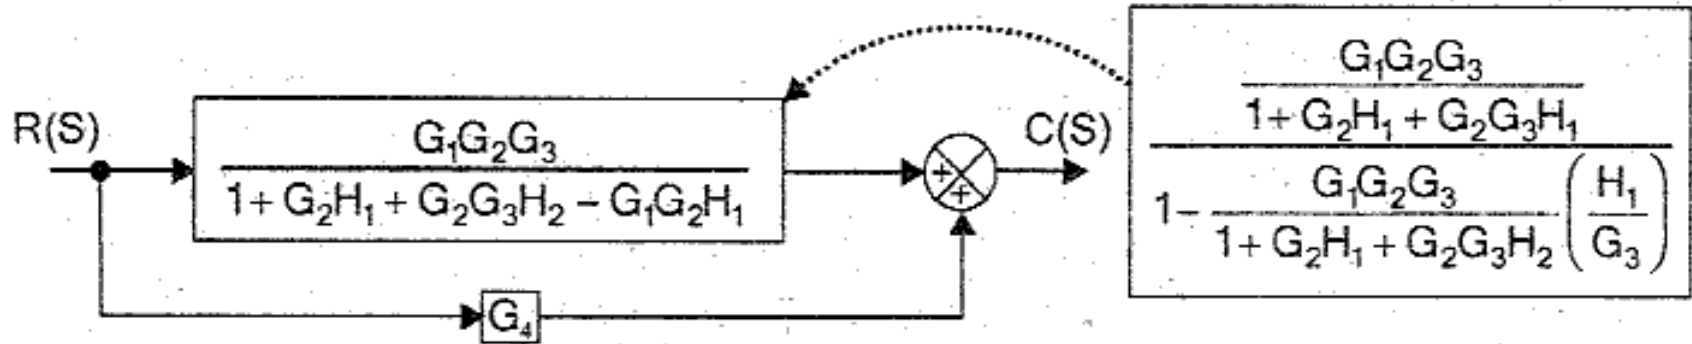 R(S)
G₁G₂G₃
1 + G₂H₁ + G₂G₃H₂ − G₁G₂H₁
+
+
C(S)
G₄
G₁G₂G₃
1 + G₂H₁ + G₂G₃H₁
1 − G₁G₂G₃
1 + G₂H₁ + G₂G₃H₂
(H₁
G₃)